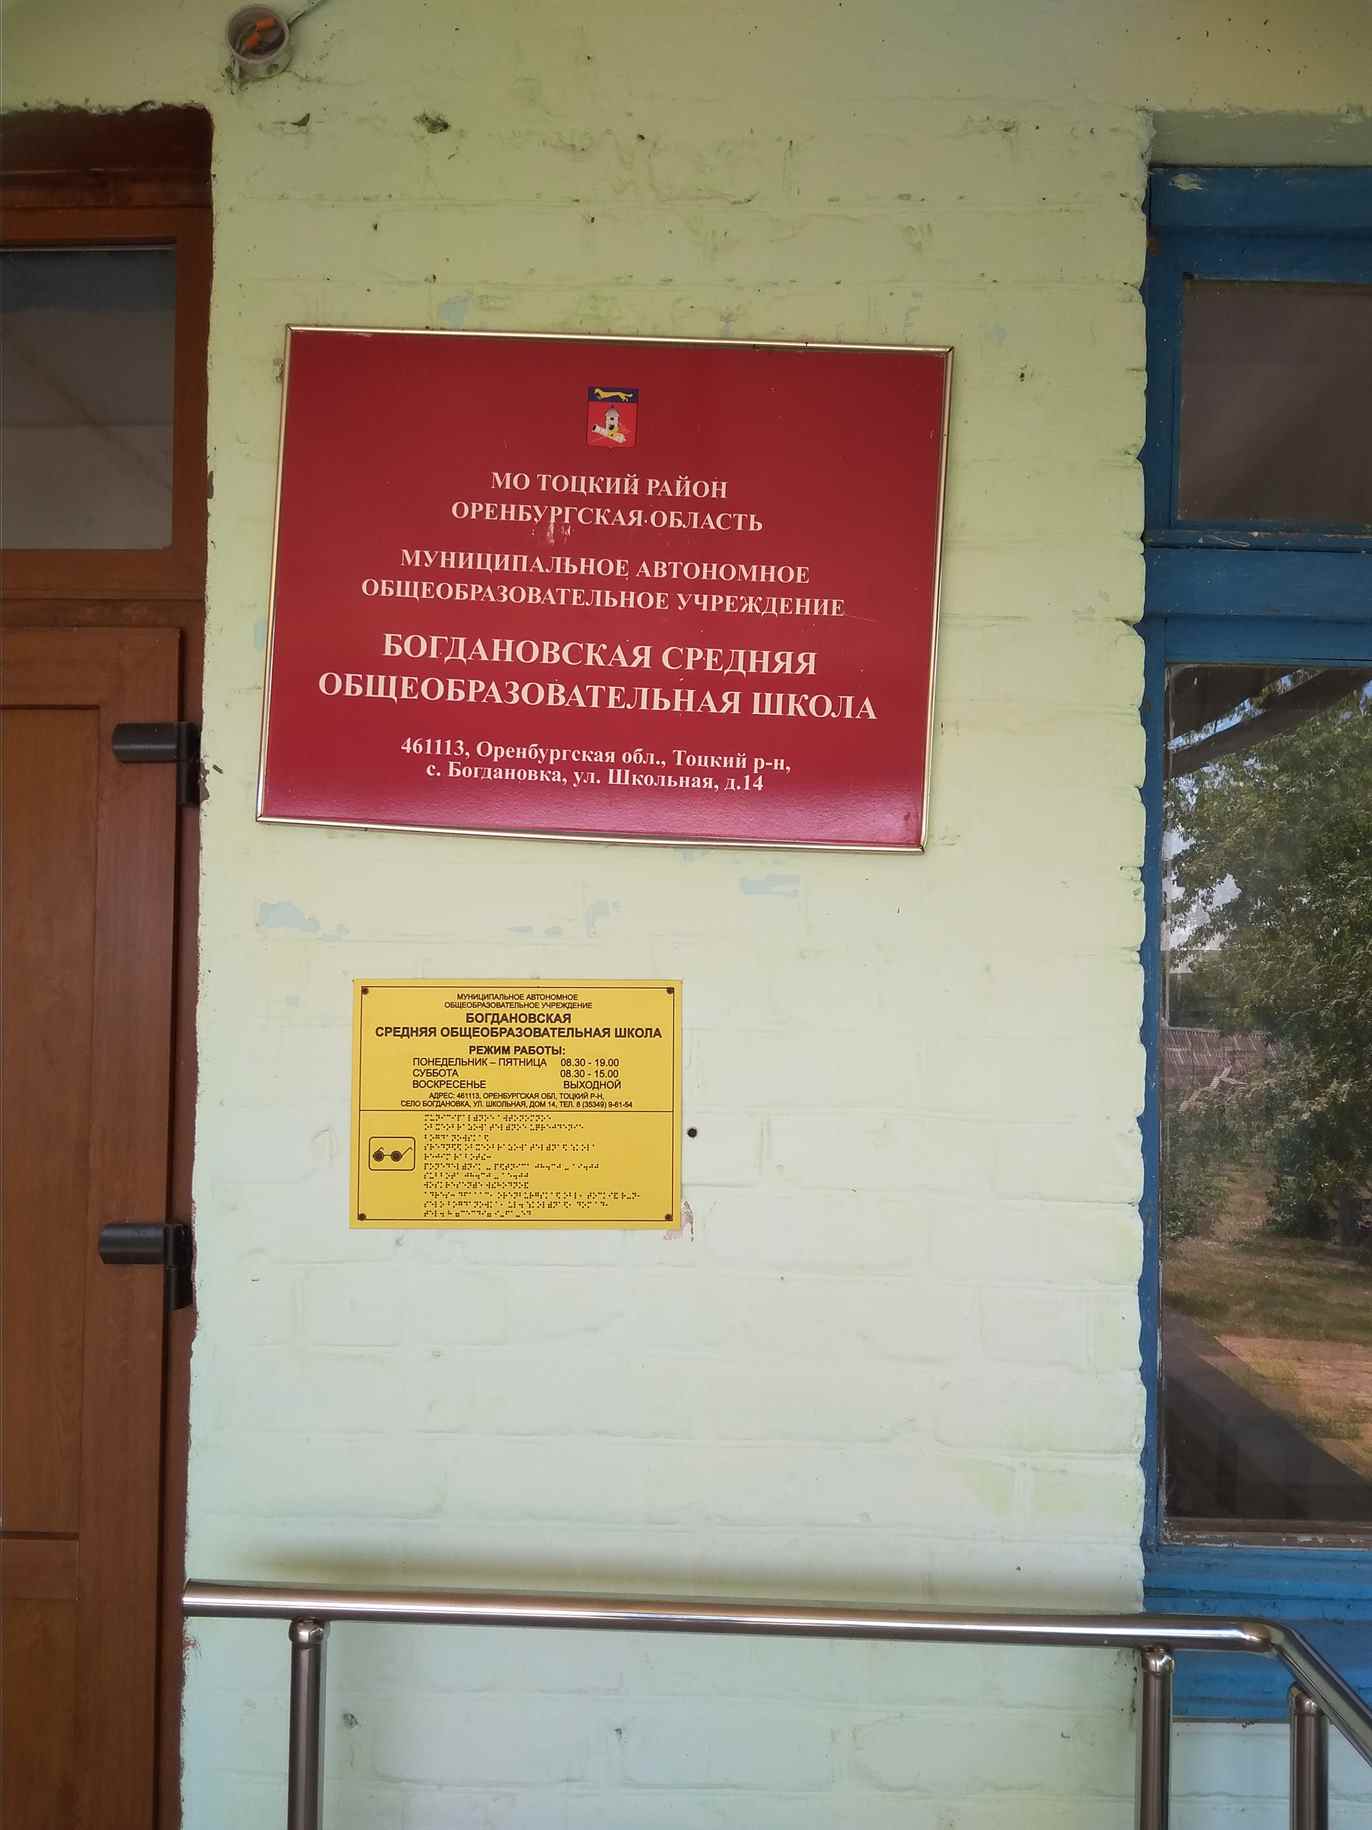 МО ТОЦКИЙ РАЙОН
ОРЕНБУРГСКАЯ ОБЛАСТЬ
МУНИЦИПАЛЬНОЕ АВТОНОМНОЕ
ОБЩЕОБРАЗОВАТЕЛЬНОЕ УЧРЕЖДЕНИЕ
БОГДАНОВСКАЯ СРЕДНЯЯ
ОБЩЕОБРАЗОВАТЕЛЬНАЯ ШКОЛА
461113, Оренбургская обл., Тоцкий р-н,
с. Богдановка, ул. Школьная, д.14
МУНИЦИПАЛЬНОЕ АВТОНОМНОЕ
ОБЩЕОБРАЗОВАТЕЛЬНОЕ УЧРЕЖДЕНИЕ
БОГДАНОВСКАЯ
СРЕДНЯЯ ОБЩЕОБРАЗОВАТЕЛЬНАЯ ШКОЛА
РЕЖИМ РАБОТЫ:
ПОНЕДЕЛЬНИК – ПЯТНИЦА 08.30 - 19.00
СУББОТА 08.30 - 15.00
ВОСКРЕСЕНЬЕ ВЫХОДНОЙ
АДРЕС: 461113, ОРЕНБУРГСКАЯ ОБЛ, ТОЦКИЙ Р-Н,
СЕЛО БОГДАНОВКА, УЛ. ШКОЛЬНАЯ, ДОМ 14, ТЕЛ. 8 (35349) 9-61-54